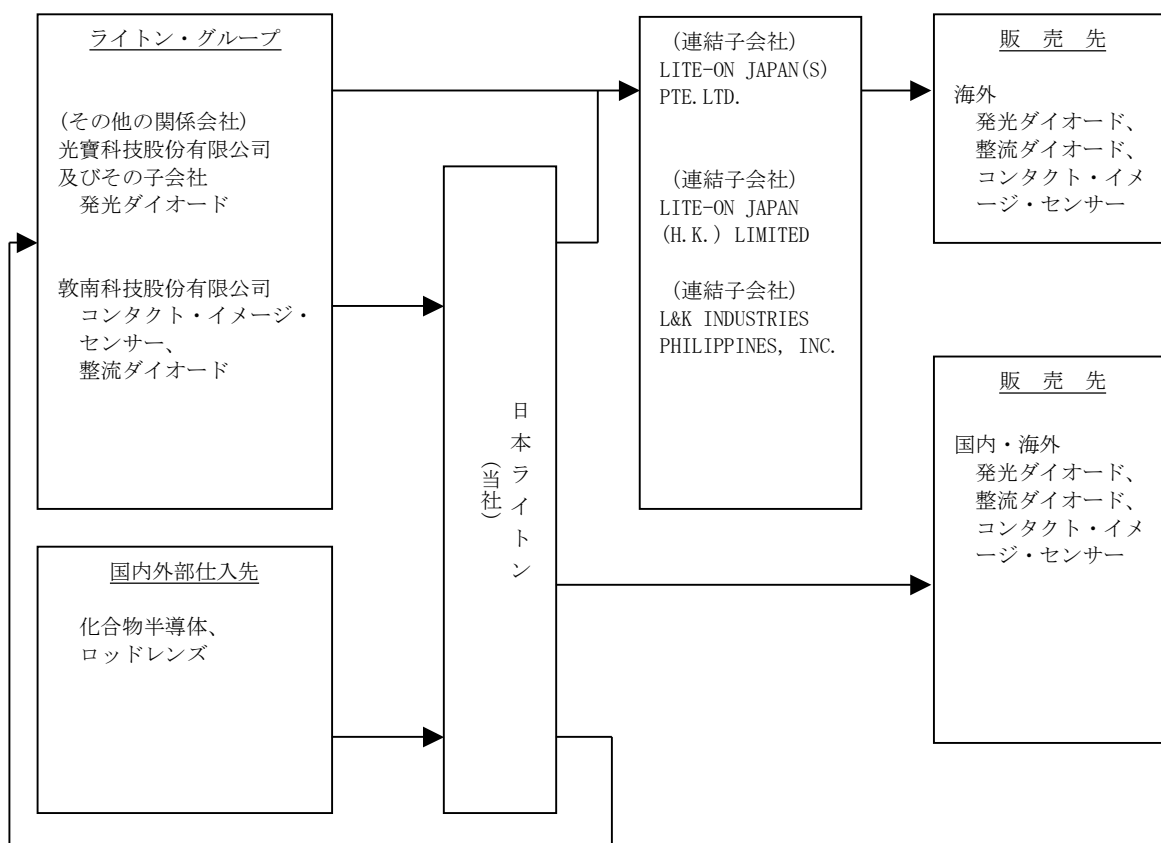 ライトン・グループ
(その他の関係会社)
光寶科技股份有限公司
及びその子会社
発光ダイオード
敦南科技股份有限公司
コンタクト・イメージ・
センサー、
整流ダイオード
国内外部仕入先
化合物半導体、
ロッドレンズ
日本ライトン
(当社)
(連結子会社)
LITE-ON JAPAN(S)
PTE.LTD.
(連結子会社)
LITE-ON JAPAN
(H.K.) LIMITED
(連結子会社)
L&K INDUSTRIES
PHILIPPINES, INC.
販 売 先
海外
発光ダイオード、
整流ダイオード、
コンタクト・イメ
ージ・センサー
販 売 先
国内・海外
発光ダイオード、
整流ダイオード、
コンタクト・イメ
ージ・センサー